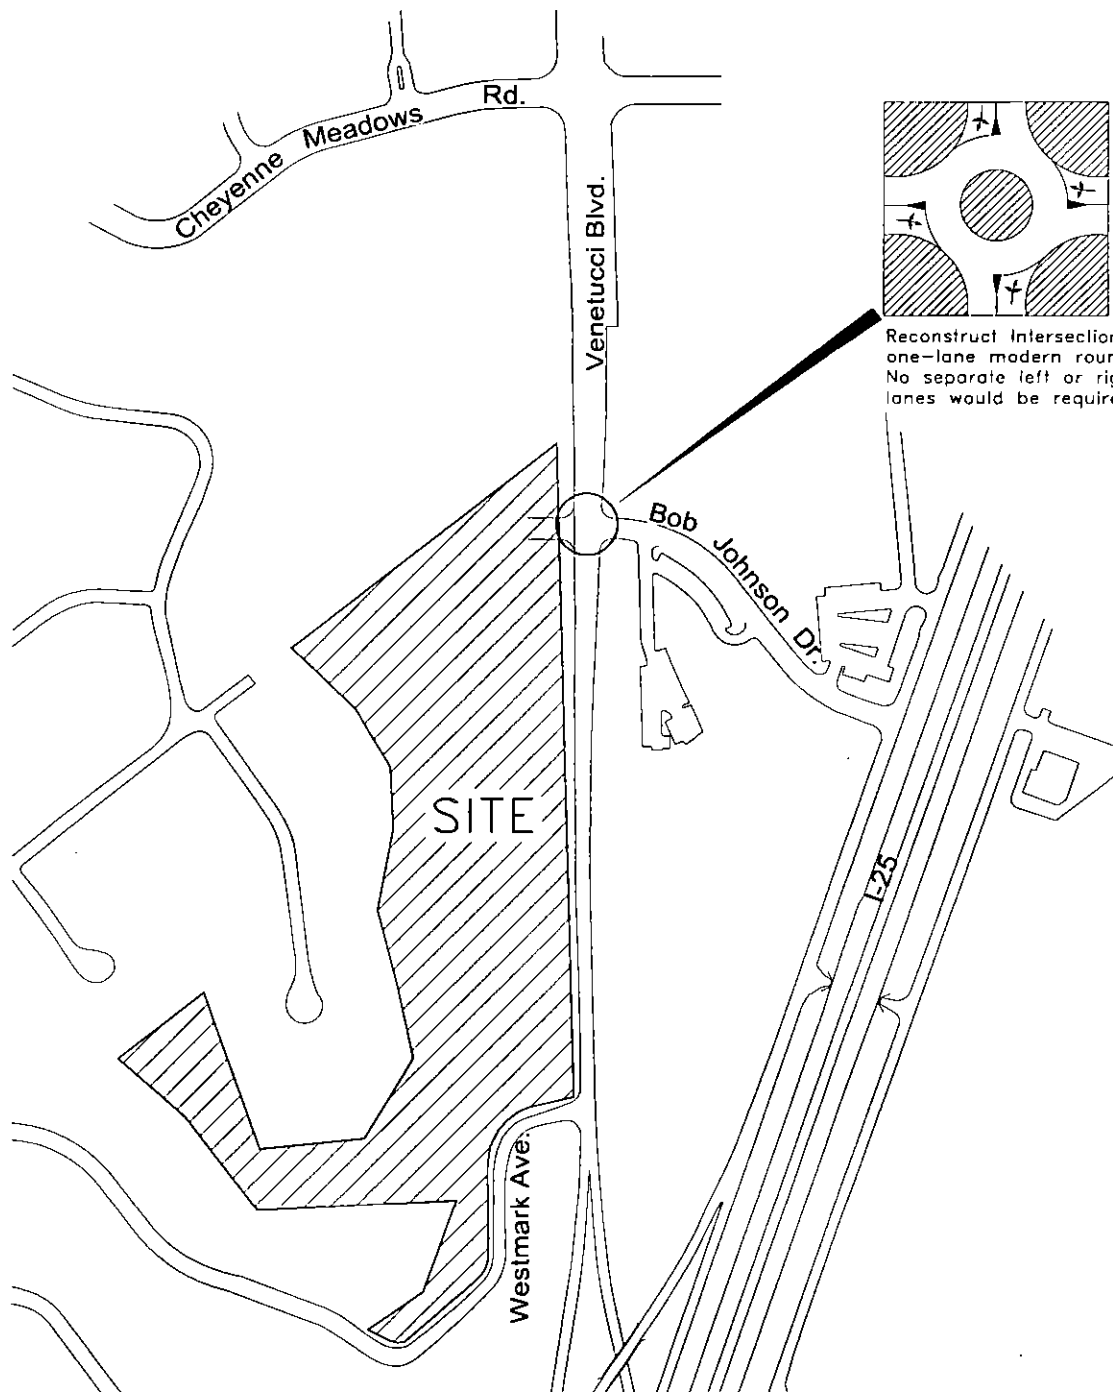 Cheyenne Meadows Rd.
Venetucci Blvd.
Reconstruct Intersection
one-lane modern
No separate left or
lanes would be
Bob Johnson Dr.
SITE
I-25
Westmark Ave.